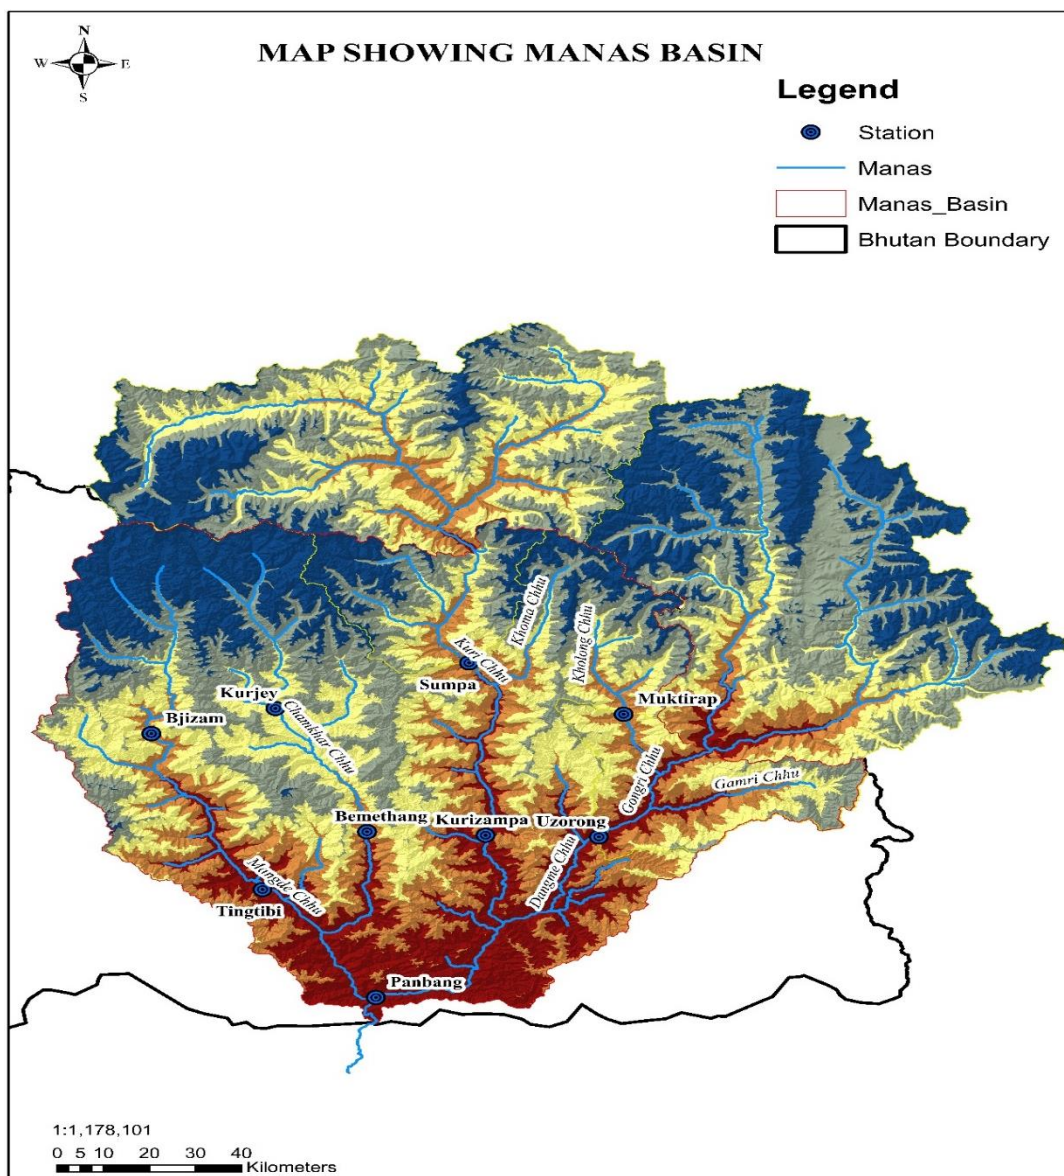 N
W E
S
MAP SHOWING MANAS BASIN
Legend
Station
Manas
Manas_Basin
Bhutan Boundary
Khoma Chhu
Kholong Chhu
Kuri Chhu
Sumpa
Kurjey
Muktirap
Bjizam
Chamkhar Chhu
Gongri Chhu
Gamri Chhu
Bemethang
Kurizampa
Uzorong
Dangme Chhu
Mangde Chhu
Tingtibi
Panbang
1:1,178,101
0 5 10 20 30 40
Kilometers